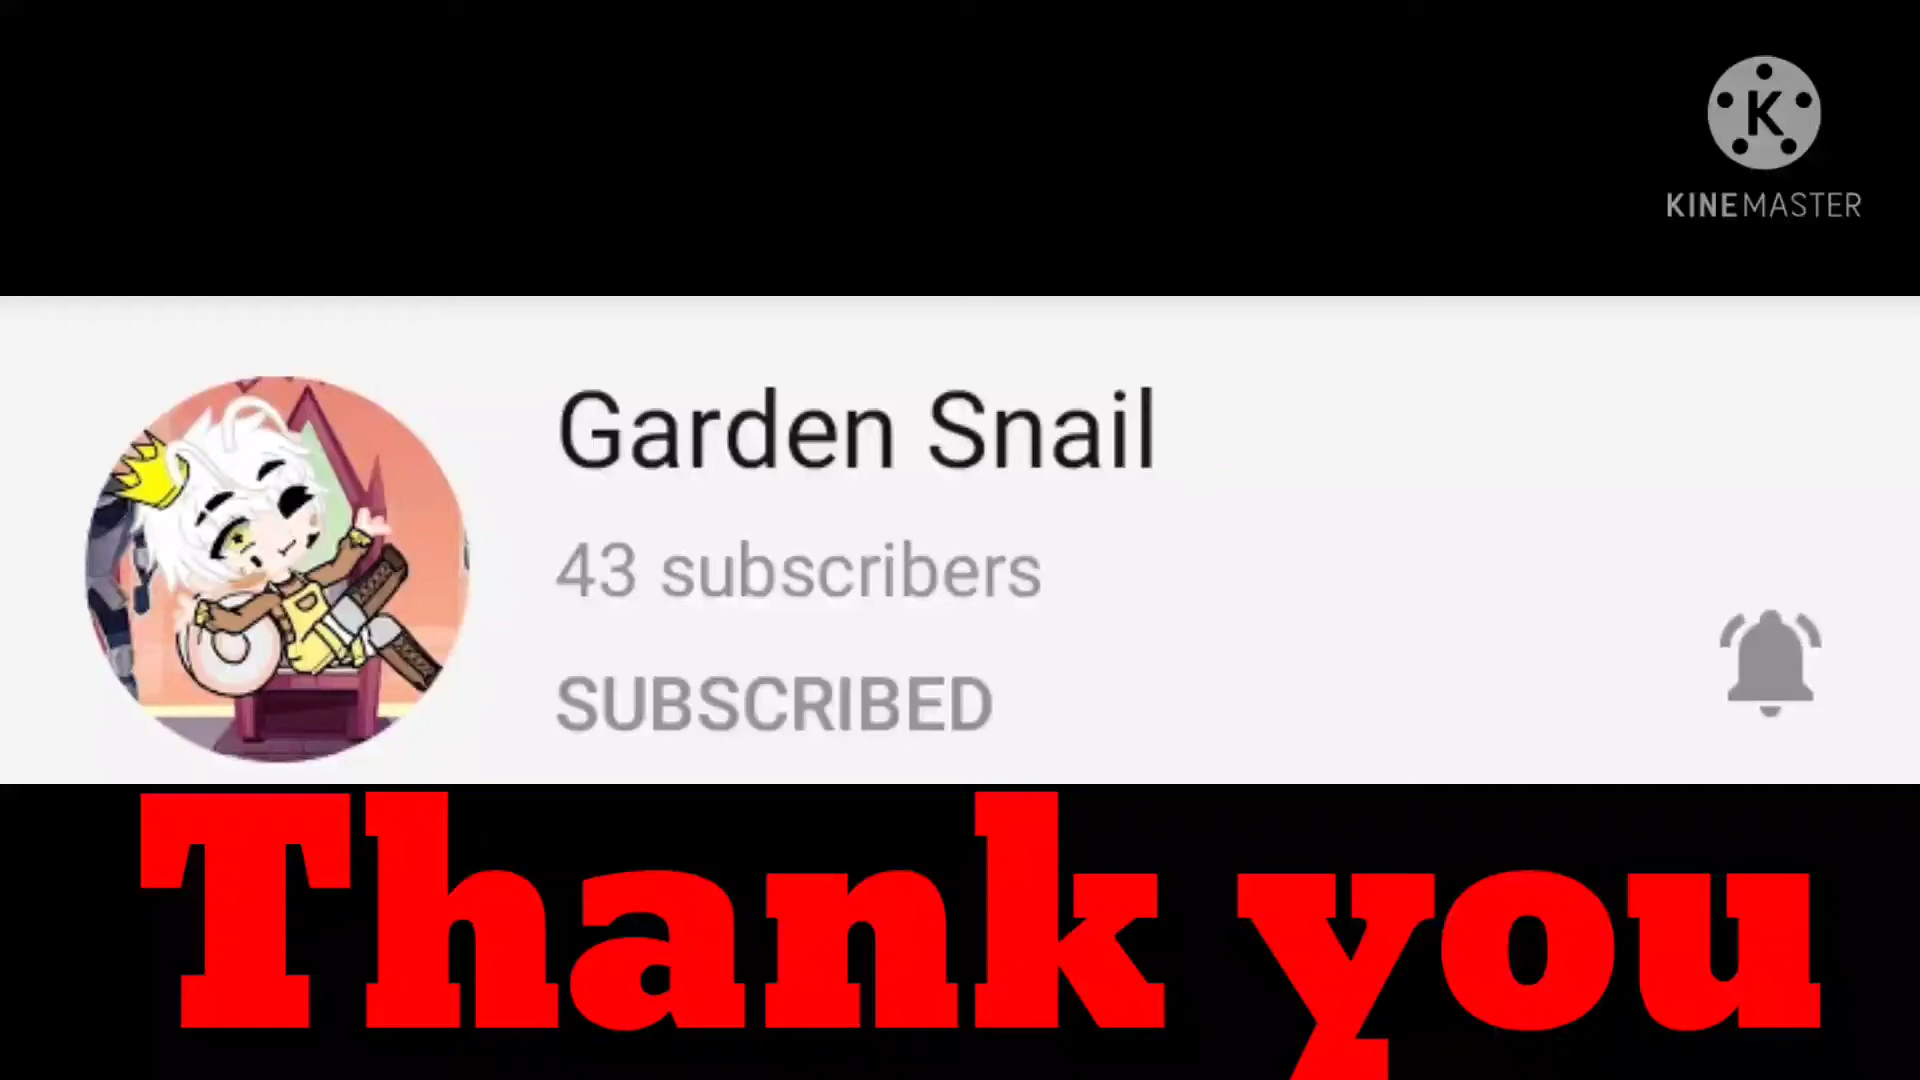 K
KINEMASTER
Garden Snail
43 subscribers
SUBSCRIBED
Thank you